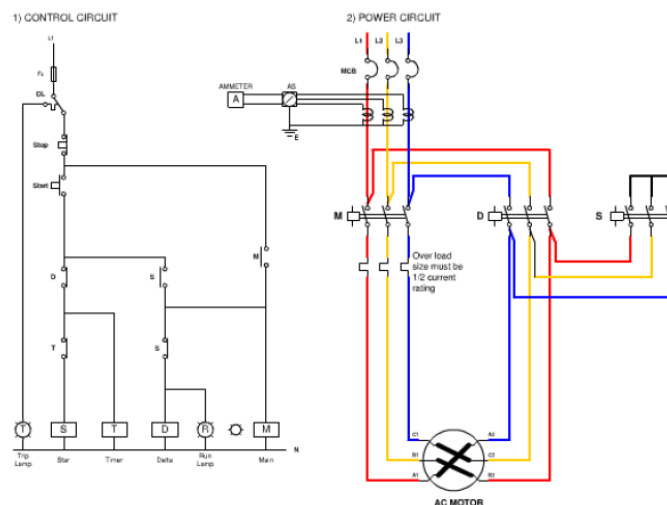 1) CONTROL CIRCUIT
2) POWER CIRCUIT
L1
L1 L2 L3
MCB
Fs
OL
AMMETER
AS
A
E
Stop
Start
M
D
S
M
D
S
Over load
size must be
1/2 current
rating
T
S
T
S
T
D
R
M
N
Trip
Lamp
Star
Timer
Delta
Run
Lamp
Main
C1
B1
A1
A2
C2
B2
AC MOTOR